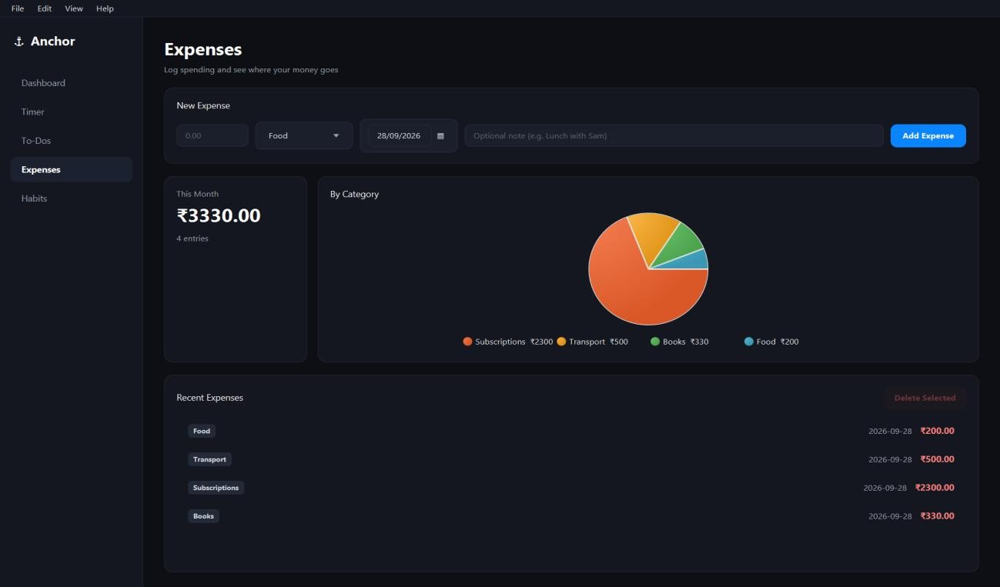 File Edit View Help
⚓ Anchor
Dashboard
Timer
To-Dos
Expenses
Habits
Expenses
Log spending and see where your money goes
New Expense
0.00 Food 28/09/2026 Optional note (e.g. Lunch with Sam) Add Expense
This Month
₹3330.00
4 entries
By Category
Subscriptions ₹2300 Transport ₹500 Books ₹330 Food ₹200
Recent Expenses Delete Selected
Food 2026-09-28 ₹200.00
Transport 2026-09-28 ₹500.00
Subscriptions 2026-09-28 ₹2300.00
Books 2026-09-28 ₹330.00